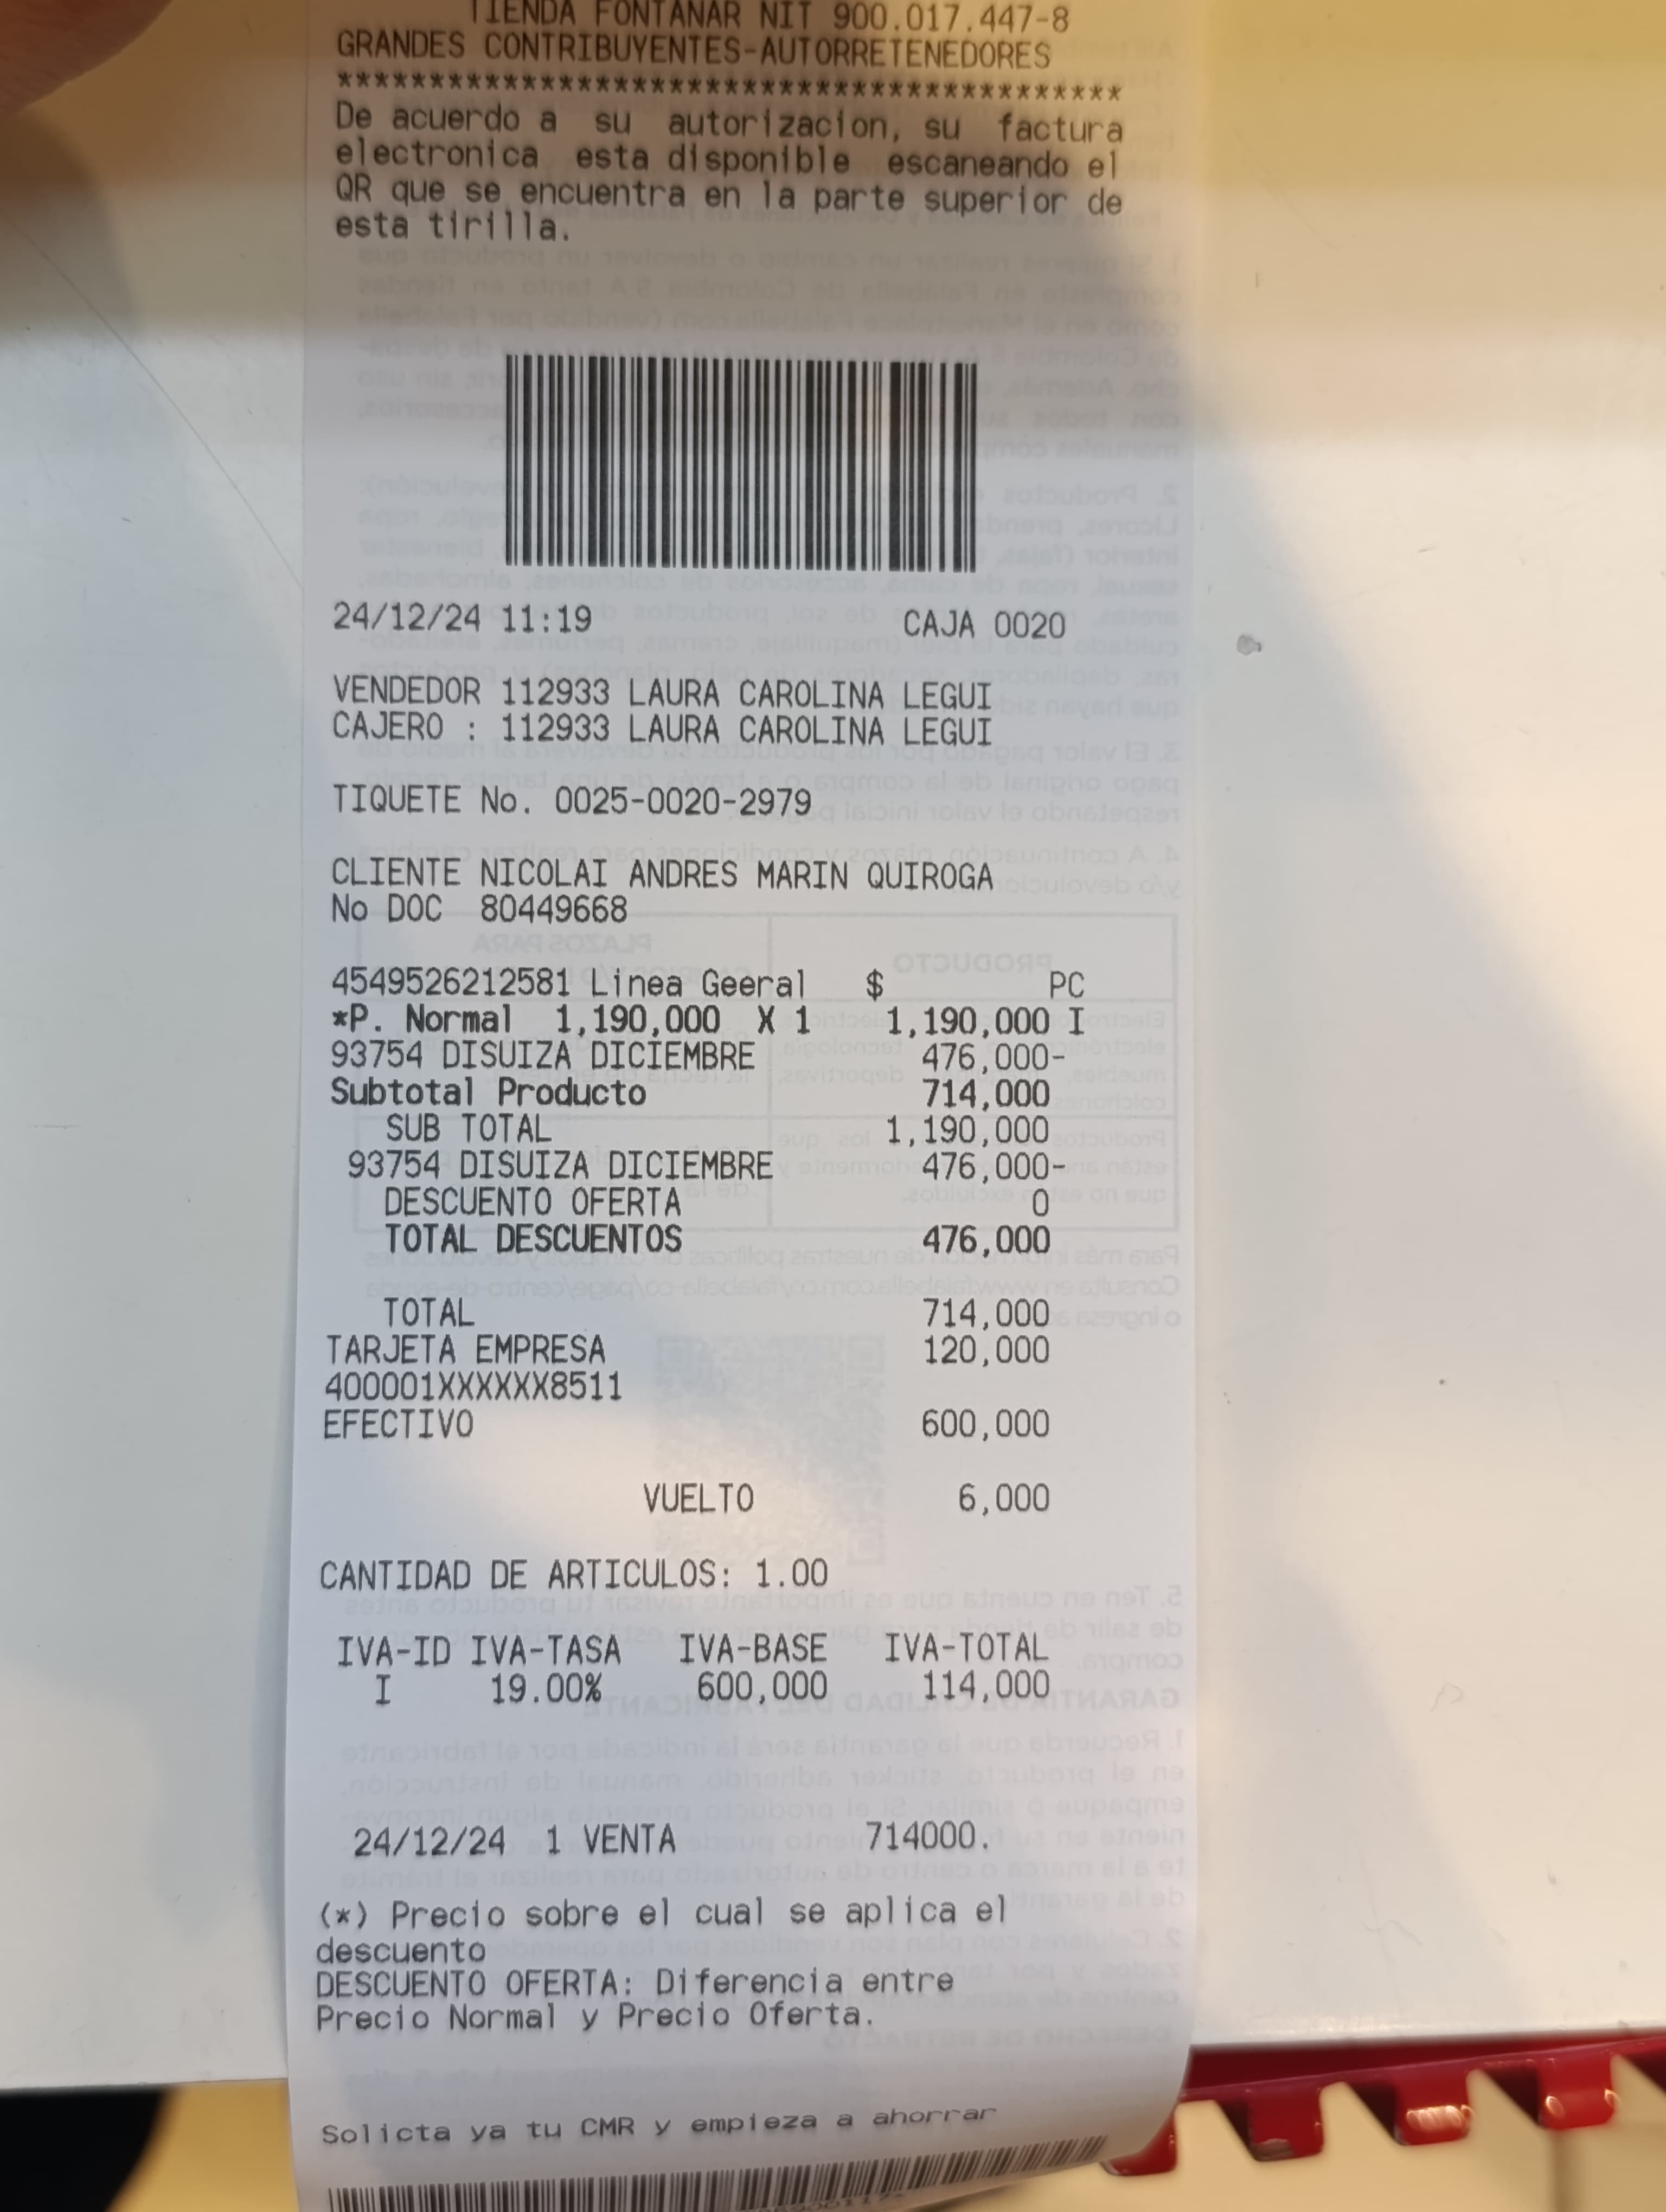 TIENDA FONTANAR NIT 900.017.447-8
GRANDES CONTRIBUYENTES-AUTORRETENEDORES
*******************************************
De acuerdo a su autorizacion, su factura
electronica esta disponible escaneando el
QR que se encuentra en la parte superior de
esta tirilla.
24/12/24 11:19 CAJA 0020
VENDEDOR 112933 LAURA CAROLINA LEGUI
CAJERO : 112933 LAURA CAROLINA LEGUI
TIQUETE No. 0025-0020-2979
CLIENTE NICOLAI ANDRES MARIN QUIROGA
No DOC 80449668
4549526212581 Linea Geeral $ PC
*P. Normal 1,190,000 X 1 1,190,000 I
93754 DISUIZA DICIEMBRE 476,000-
Subtotal Producto 714,000
SUB TOTAL 1,190,000
93754 DISUIZA DICIEMBRE 476,000-
DESCUENTO OFERTA 0
TOTAL DESCUENTOS 476,000
TOTAL 714,000
TARJETA EMPRESA 120,000
400001XXXXXX8511
EFECTIVO 600,000
VUELTO 6,000
CANTIDAD DE ARTICULOS: 1.00
IVA-ID IVA-TASA IVA-BASE IVA-TOTAL
I 19.00% 600,000 114,000
24/12/24 1 VENTA 714000.
(*) Precio sobre el cual se aplica el
descuento
DESCUENTO OFERTA: Diferencia entre
Precio Normal y Precio Oferta.
Solicta ya tu CMR y empieza a ahorrar